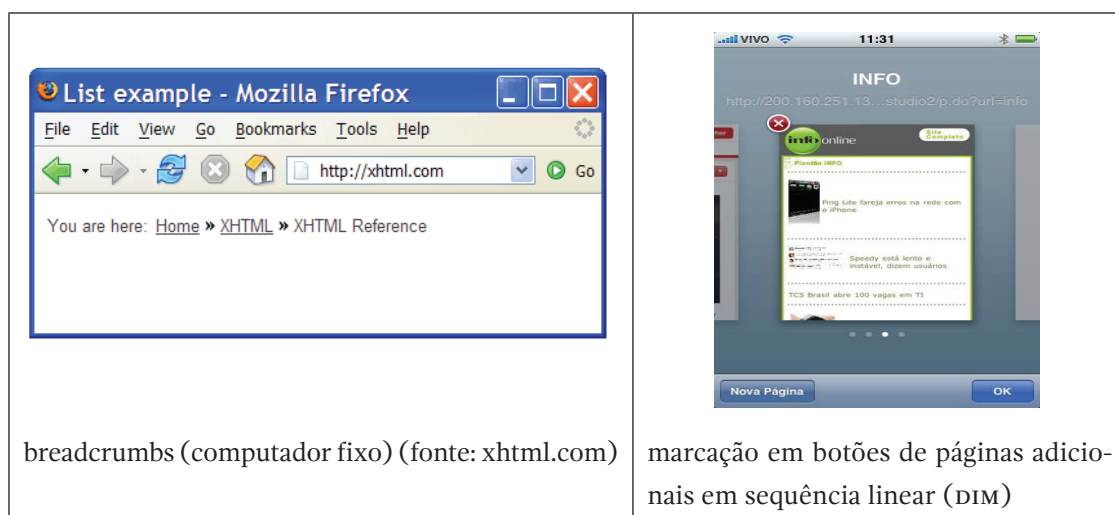 List example - Mozilla Firefox
File Edit View Go Bookmarks Tools Help
http://xhtml.com Go
You are here: Home » XHTML » XHTML Reference
breadcrumbs (computador fixo) (fonte: xhtml.com)
VIVO 11:31
INFO
http://200.160.251.13...studio2/p.do?url=info
info online Site Completo
Plantão INFO
Ping Lite fareja erros na rede com
o iPhone
Speedy está lento e
instável, dizem usuários
TCS Brasil abre 100 vagas em TI
Nova Página OK
marcação em botões de páginas adicio-
nais em sequência linear (DIM)